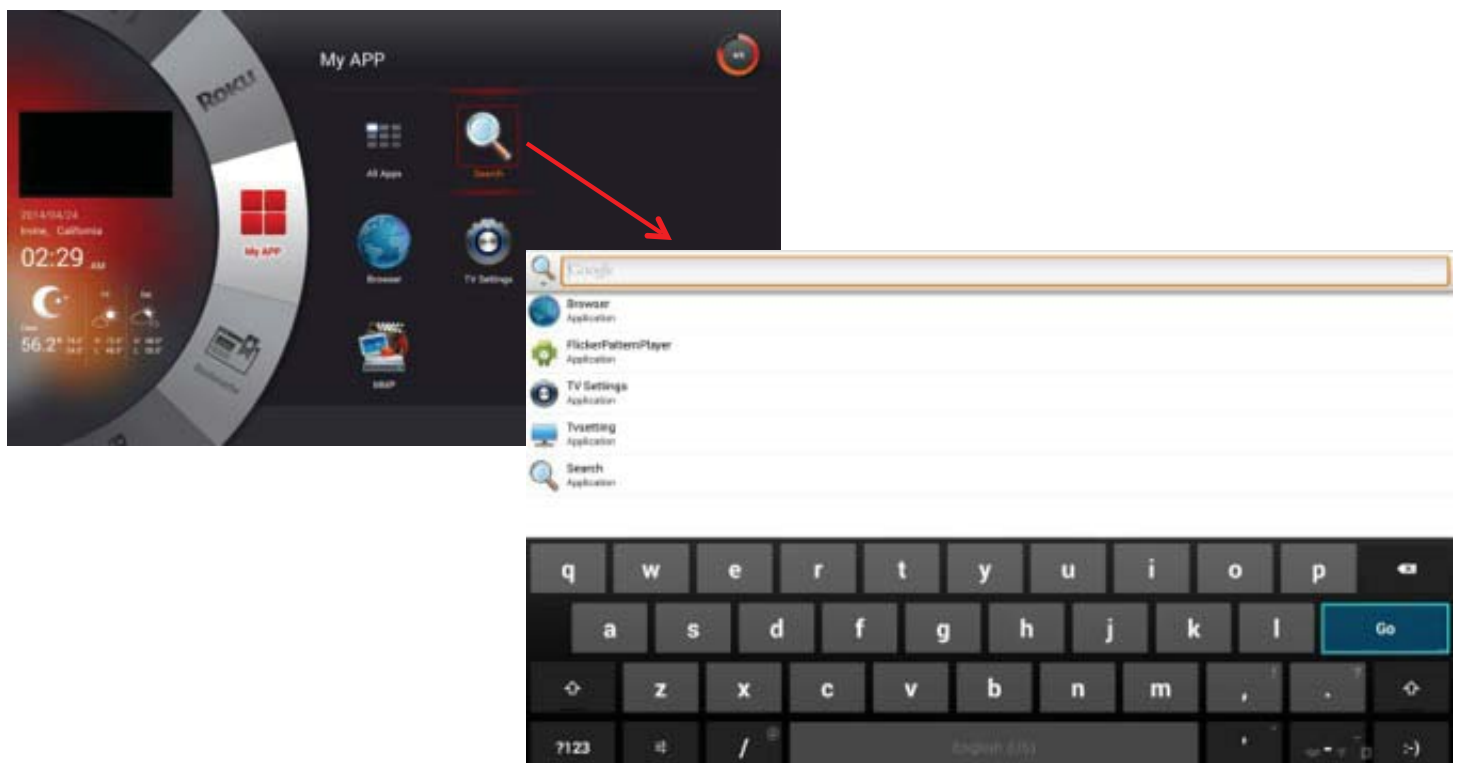 ROKU
My APP
All Apps
Search
2014/04/24
Irvine, California
02:29 AM
My APP
Browser
TV Settings
56.2°
Bookmarks
MMP
Google
Browser
Application
FlickerPatternPlayer
Application
TV Settings
Application
Tvsetting
Application
Search
Application
q w e r t y u i o p
a s d f g h j k l Go
z x c v b n m , .
?123 / English (US) ' - :-)